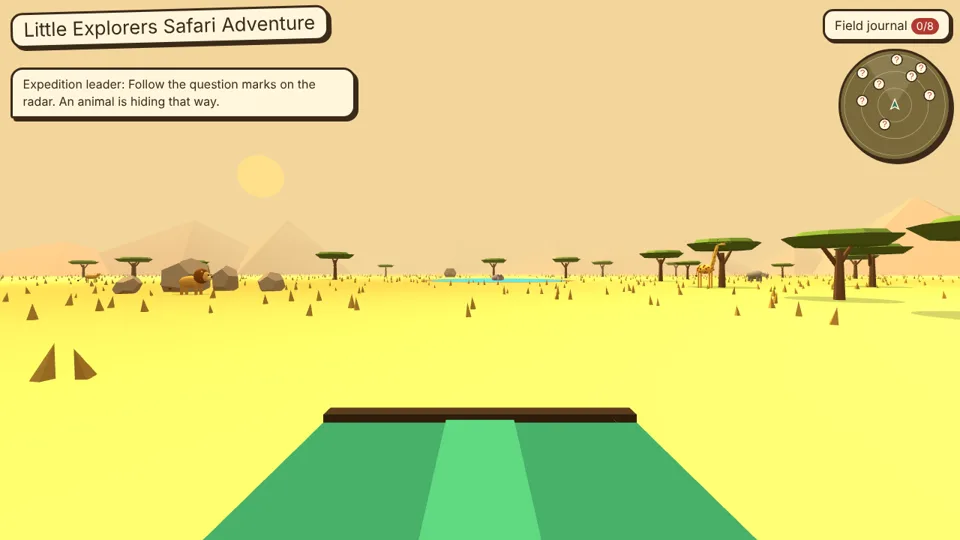 Little Explorers Safari Adventure
Field journal 0/8
Expedition leader: Follow the question marks on the
radar. An animal is hiding that way.
?
?
?
?
?
?
?
?